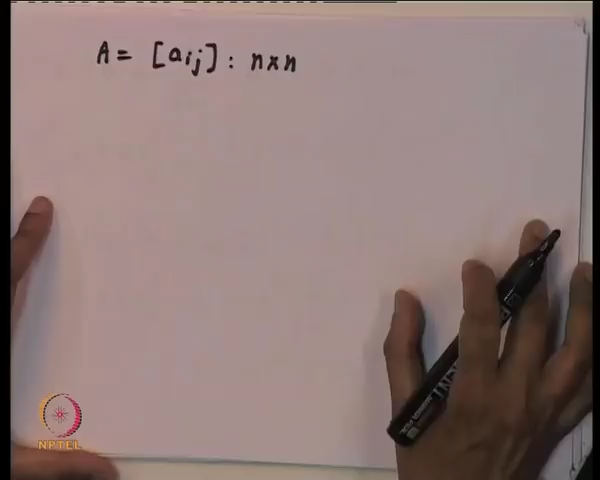 A = [aij] : n×n
NPTEL